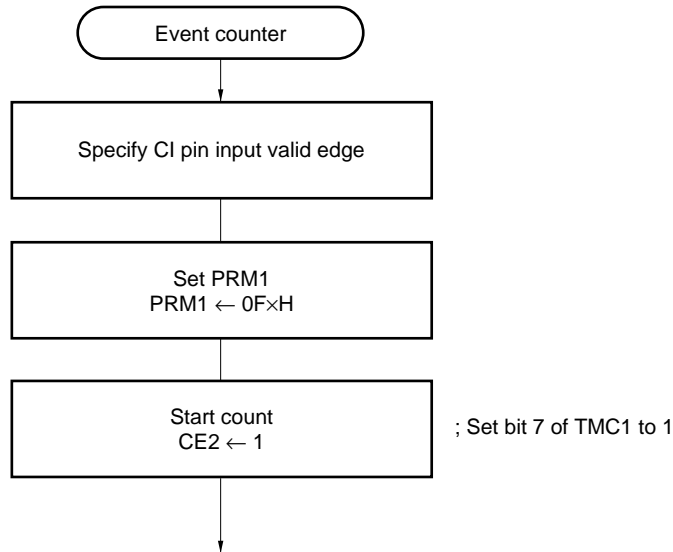 Event counter
Specify CI pin input valid edge
Set PRM1
PRM1 ← 0F×H
Start count
CE2 ← 1
; Set bit 7 of TMC1 to 1